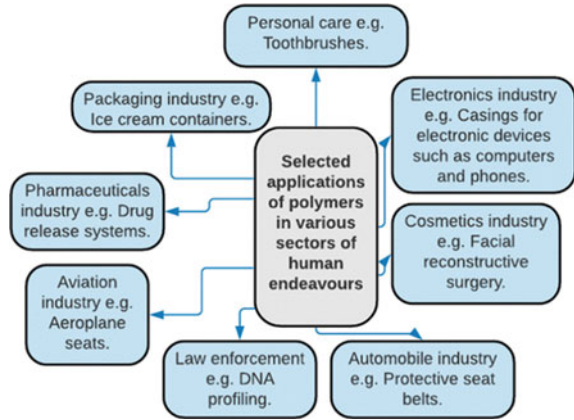 Personal care e.g.
Toothbrushes.
Packaging industry e.g.
Ice cream containers.
Electronics industry
e.g. Casings for
electronic devices
such as computers
and phones.
Pharmaceuticals
industry e.g. Drug
release systems.
Selected
applications
of polymers
in various
sectors of
human
endeavours
Cosmetics industry
e.g. Facial
reconstructive
surgery.
Aviation
industry e.g.
Aeroplane
seats.
Law enforcement
e.g. DNA
profiling.
Automobile industry
e.g. Protective seat
belts.